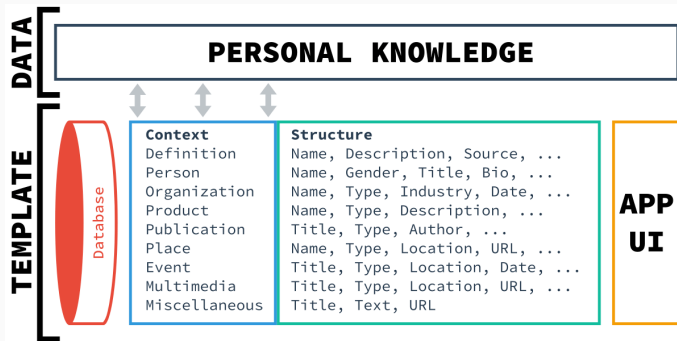 DATA
PERSONAL KNOWLEDGE
TEMPLATE
Database
Context Structure
Definition Name, Description, Source, ...
Person Name, Gender, Title, Bio, ...
Organization Name, Type, Industry, Date, ...
Product Name, Type, Description, ...
Publication Title, Type, Author, ...
Place Name, Type, Location, URL, ...
Event Title, Type, Location, Date, ...
Multimedia Title, Type, Location, URL, ...
Miscellaneous Title, Text, URL
APP
UI